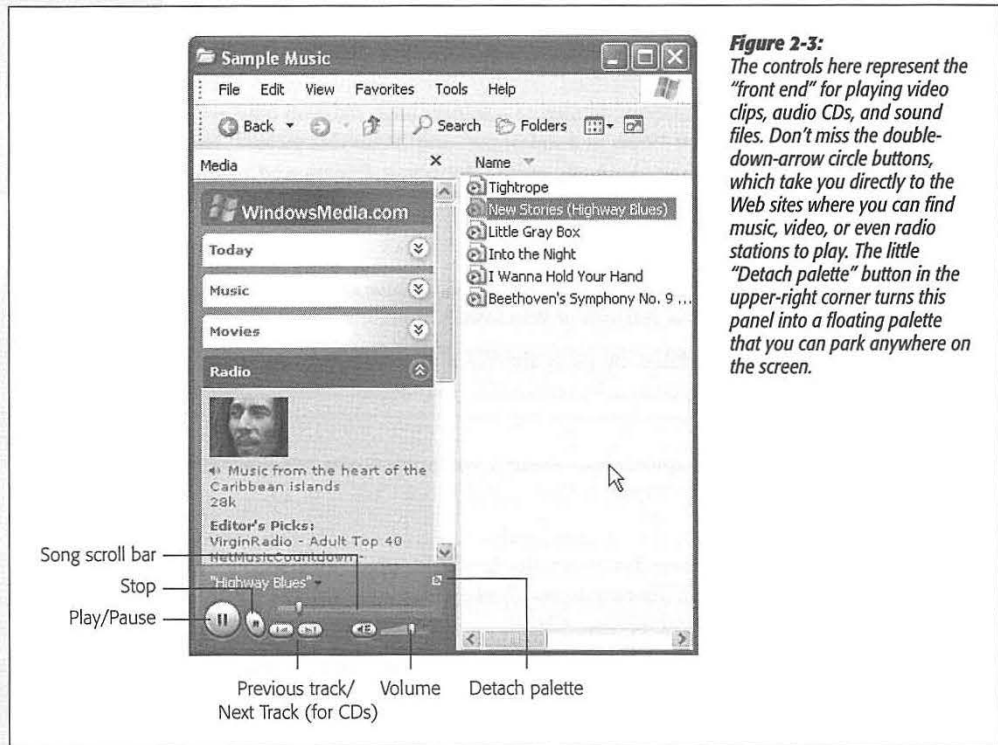 Sample Music
File Edit View Favorites Tools Help
Back Search Folders
Media
Name
WindowsMedia.com
Today
Music
Movies
Radio
Music from the heart of the
Caribbean islands
28k
Editor's Picks:
VirginRadio - Adult Top 40
NetMusicCountdown -
"Highway Blues"
Tightrope
New Stories (Highway Blues)
Little Gray Box
Into the Night
I Wanna Hold Your Hand
Beethoven's Symphony No. 9 ...
Song scroll bar
Stop
Play/Pause
Previous track/
Next Track (for CDs)
Volume
Detach palette
Figure 2-3:
The controls here represent the
"front end" for playing video
clips, audio CDs, and sound
files. Don't miss the double-
down-arrow circle buttons,
which take you directly to the
Web sites where you can find
music, video, or even radio
stations to play. The little
"Detach palette" button in the
upper-right corner turns this
panel into a floating palette
that you can park anywhere on
the screen.